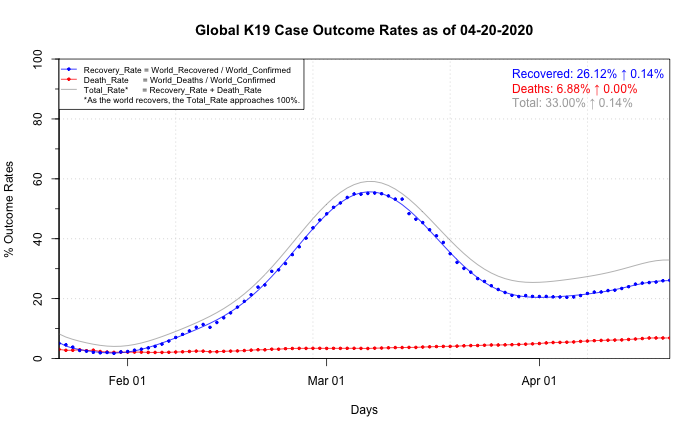 Global K19 Case Outcome Rates as of 04-20-2020
Recovery_Rate = World_Recovered / World_Confirmed
Death_Rate = World_Deaths / World_Confirmed
Total_Rate* = Recovery_Rate + Death_Rate
*As the world recovers, the Total_Rate approaches 100%.
Recovered: 26.12% ↑ 0.14%
Deaths: 6.88% ↑ 0.00%
Total: 33.00% ↑ 0.14%
% Outcome Rates
100
80
60
40
20
0
Feb 01 Mar 01 Apr 01
Days